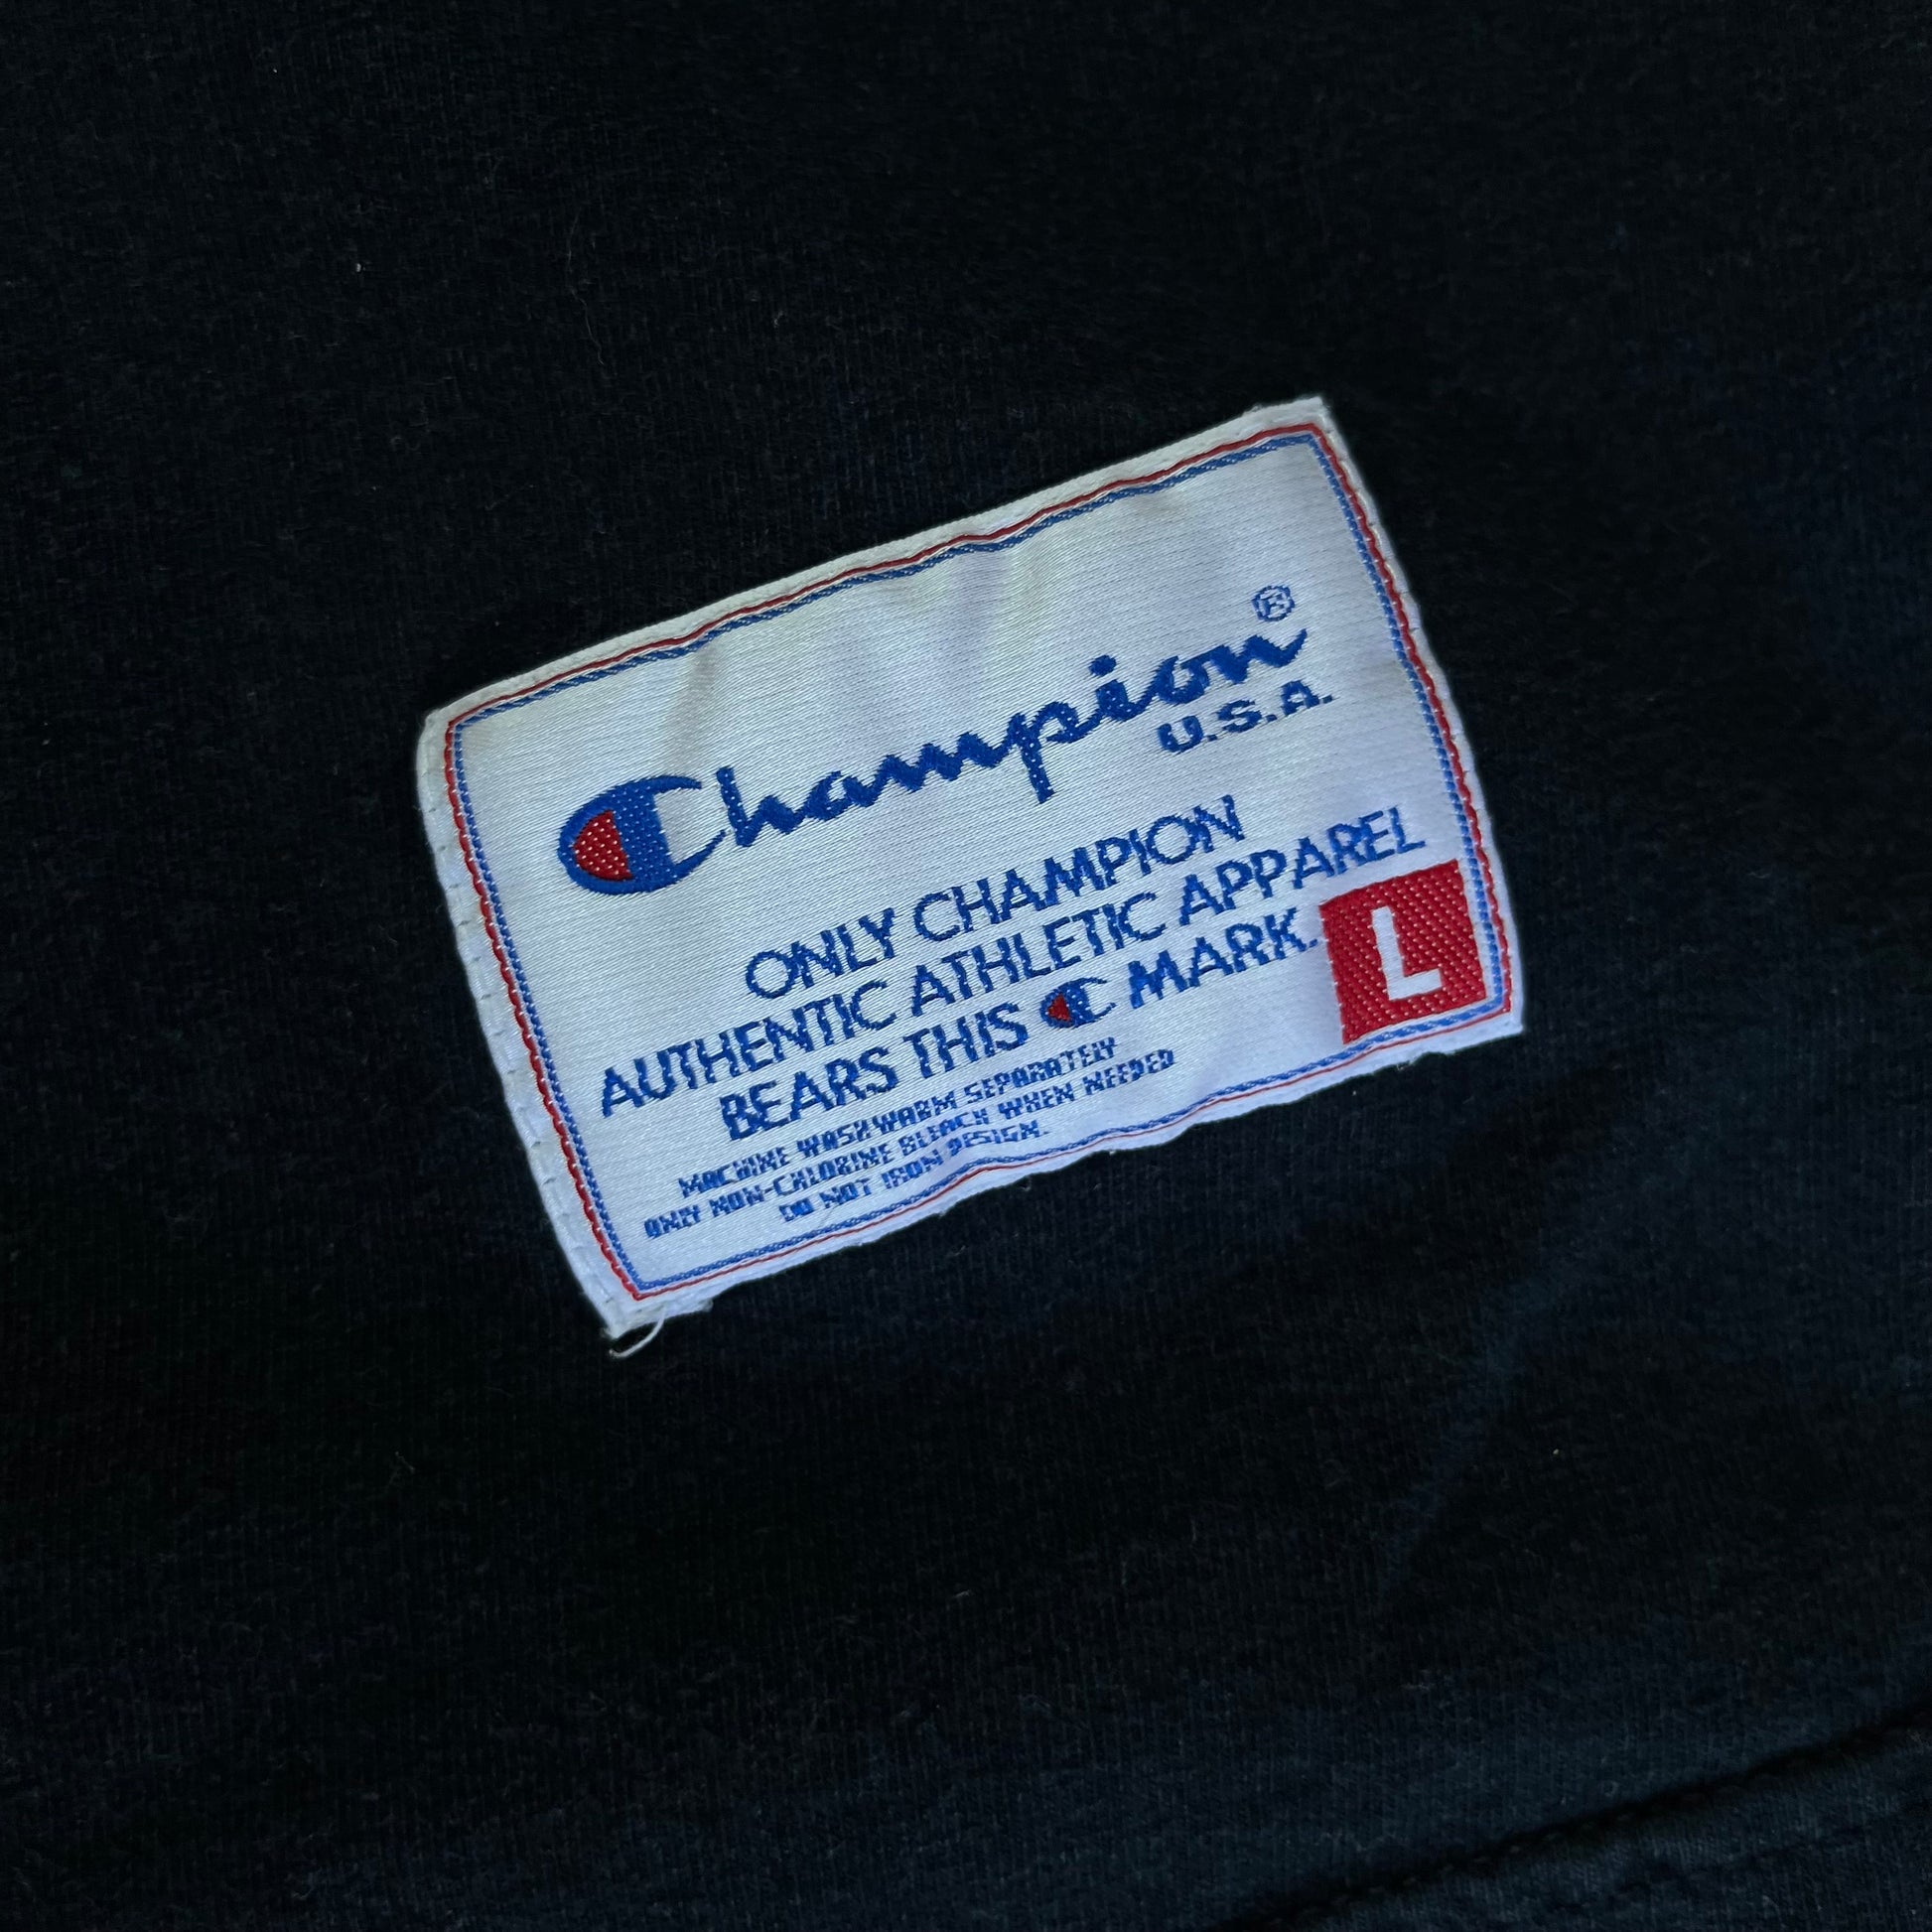 Champion®
U.S.A.
ONLY CHAMPION
AUTHENTIC ATHLETIC APPAREL
BEARS THIS C MARK.
L
MACHINE WASH WARM SEPARATELY
ONLY NON-CHLORINE BLEACH WHEN NEEDED
DO NOT IRON DESIGN.